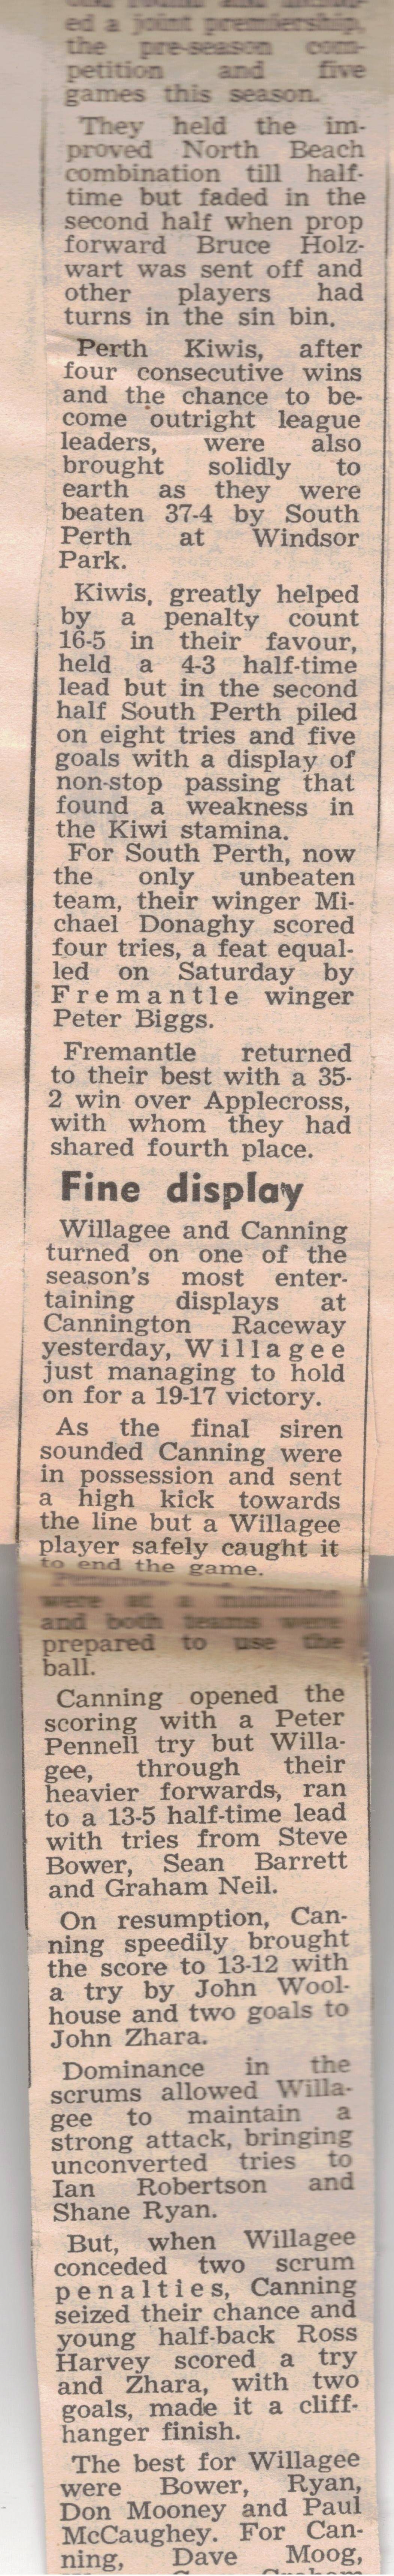 ed a joint premiership,
the pre-season com-
petition and five
games this season.
They held the im-
proved North Beach
combination till half-
time but faded in the
second half when prop
forward Bruce Holz-
wart was sent off and
other players had
turns in the sin bin.
Perth Kiwis, after
four consecutive wins
and the chance to be-
come outright league
leaders, were also
brought solidly to
earth as they were
beaten 37-4 by South
Perth at Windsor
Park.
Kiwis, greatly helped
by a penalty count
16-5 in their favour,
held a 4-3 half-time
lead but in the second
half South Perth piled
on eight tries and five
goals with a display of
non-stop passing that
found a weakness in
the Kiwi stamina.
For South Perth, now
the only unbeaten
team, their winger Mi-
chael Donaghy scored
four tries, a feat equal-
led on Saturday by
Fremantle winger
Peter Biggs.
Fremantle returned
to their best with a 35-
2 win over Applecross,
with whom they had
shared fourth place.
Fine display
Willagee and Canning
turned on one of the
season's most enter-
taining displays at
Cannington Raceway
yesterday, Willagee
just managing to hold
on for a 19-17 victory.
As the final siren
sounded Canning were
in possession and sent
a high kick towards
the line but a Willagee
player safely caught it
to end the game.
were at a minimum
and both teams were
prepared to use the
ball.
Canning opened the
scoring with a Peter
Pennell try but Willa-
gee, through their
heavier forwards, ran
to a 13-5 half-time lead
with tries from Steve
Bower, Sean Barrett
and Graham Neil.
On resumption, Can-
ning speedily brought
the score to 13-12 with
a try by John Wool-
house and two goals to
John Zhara.
Dominance in the
scrums allowed Willa-
gee to maintain a
strong attack, bringing
unconverted tries to
Ian Robertson and
Shane Ryan.
But, when Willagee
conceded two scrum
penalties, Canning
seized their chance and
young half-back Ross
Harvey scored a try
and Zhara, with two
goals, made it a cliff-
hanger finish.
The best for Willagee
were Bower, Ryan,
Don Mooney and Paul
McCaughey. For Can-
ning, Dave Moog,